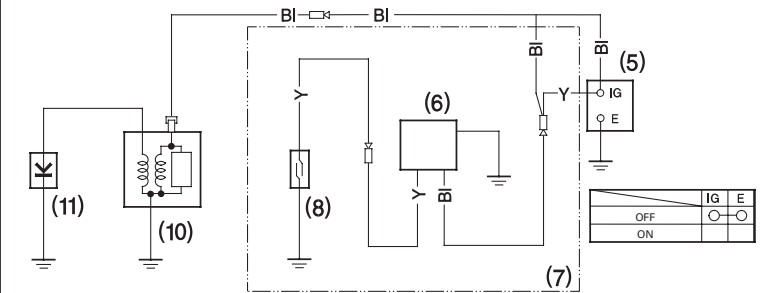 Bl Bl
Bl Bl
(5)
Y
(6)
Y
IG
E
Y
Bl
(8)
(11)
(10)
(7)
IG E
OFF
ON